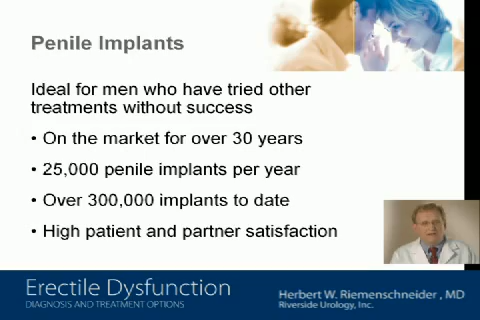 Penile Implants
Ideal for men who have tried other
treatments without success
• On the market for over 30 years
• 25,000 penile implants per year
• Over 300,000 implants to date
• High patient and partner satisfaction
Erectile Dysfunction
DIAGNOSIS AND TREATMENT OPTIONS
Herbert W. Riemenschneider , MD
Riverside Urology, Inc.